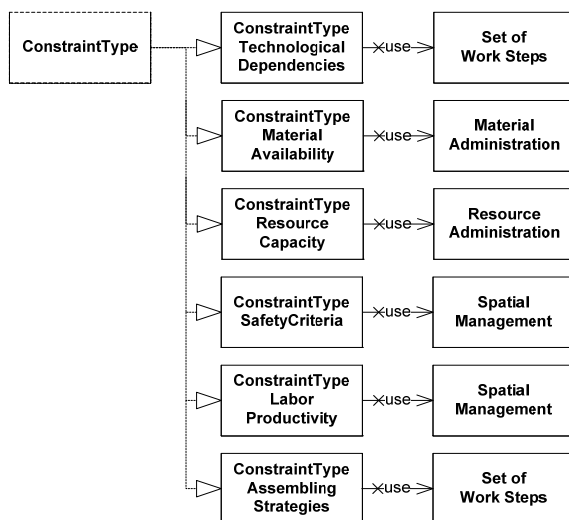 ConstraintType
ConstraintType
Technological
Dependencies
use
Set of
Work Steps
ConstraintType
Material
Availability
use
Material
Administration
ConstraintType
Resource
Capacity
use
Resource
Administration
ConstraintType
SafetyCriteria
use
Spatial
Management
ConstraintType
Labor
Productivity
use
Spatial
Management
ConstraintType
Assembling
Strategies
use
Set of
Work Steps